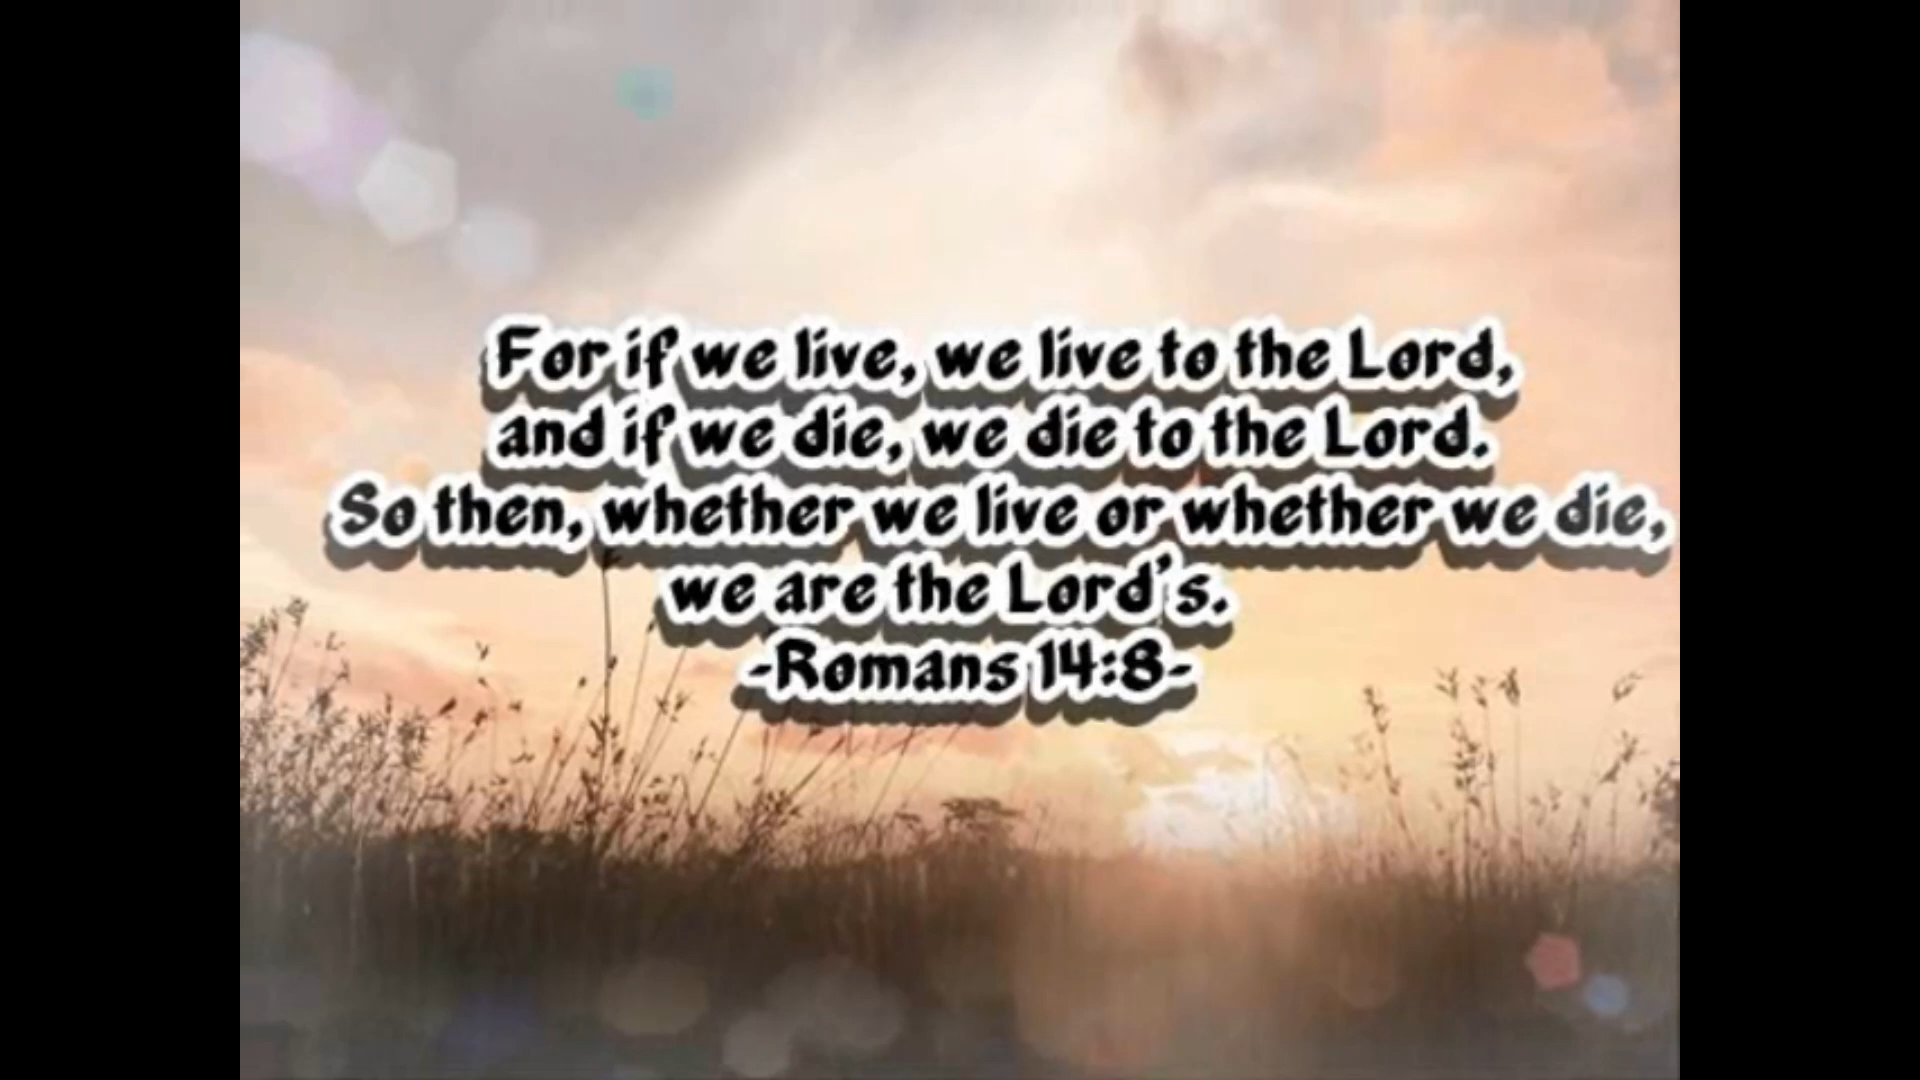 For if we live, we live to the Lord,
and if we die, we die to the Lord.
So then, whether we live or whether we die,
we are the Lord's.
-Romans 14:8-